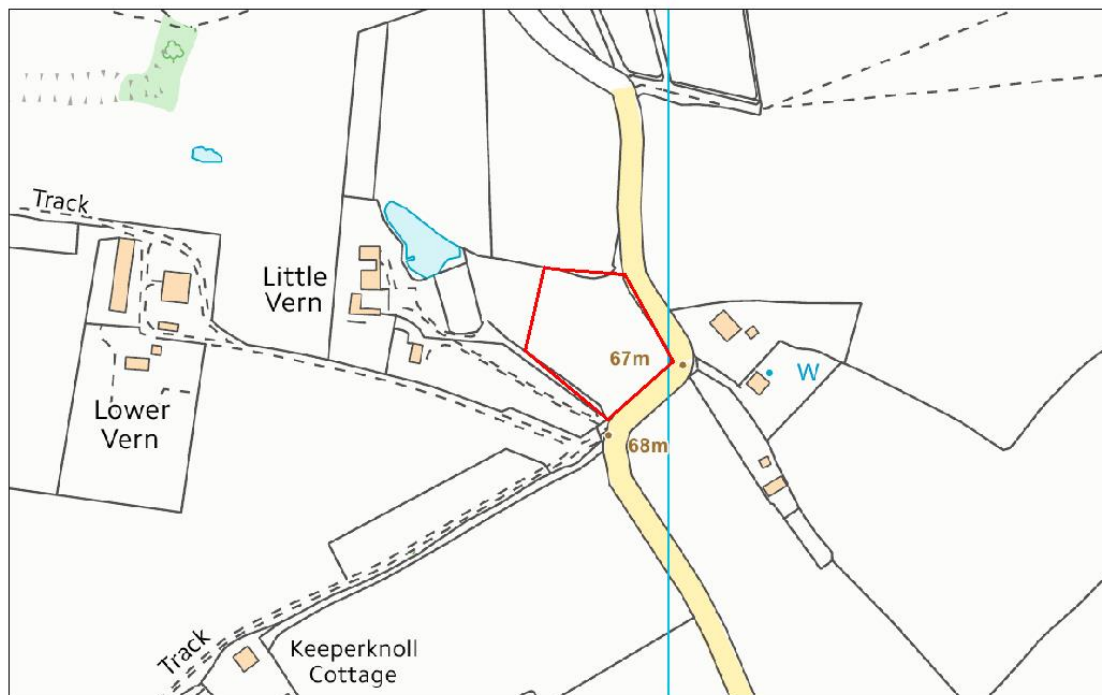 Track
Little
Vern
67m
W
Lower
Vern
68m
Track
Keeperknoll
Cottage